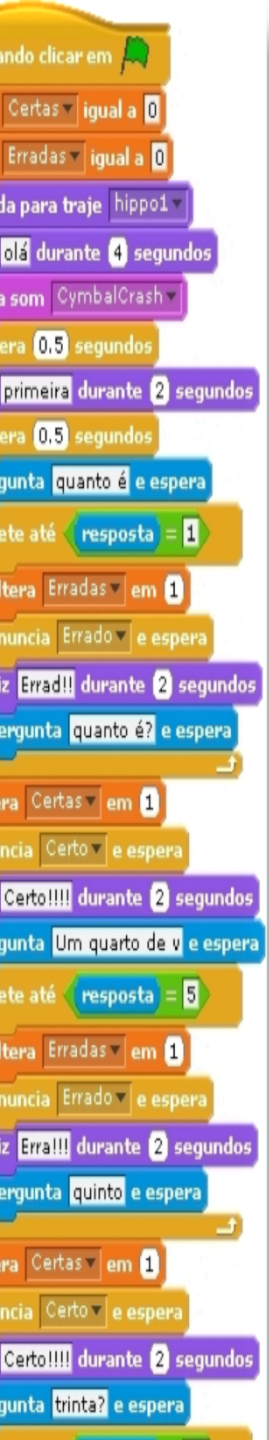 ando clicar em
Certas igual a 0
Erradas igual a 0
da para traje hippo1
olá durante 4 segundos
a som CymbalCrash
era 0.5 segundos
primeira durante 2 segundos
era 0.5 segundos
gunta quanto é e espera
ete até resposta = 1
ltera Erradas em 1
nuncia Errado e espera
iz Errad!! durante 2 segundos
ergunta quanto é? e espera
ra Certas em 1
ncia Certo e espera
Certo!!!! durante 2 segundos
gunta Um quarto de v e espera
ete até resposta = 5
ltera Erradas em 1
nuncia Errado e espera
iz Erra!!! durante 2 segundos
ergunta quinto e espera
ra Certas em 1
ncia Certo e espera
Certo!!!! durante 2 segundos
gunta trinta? e espera